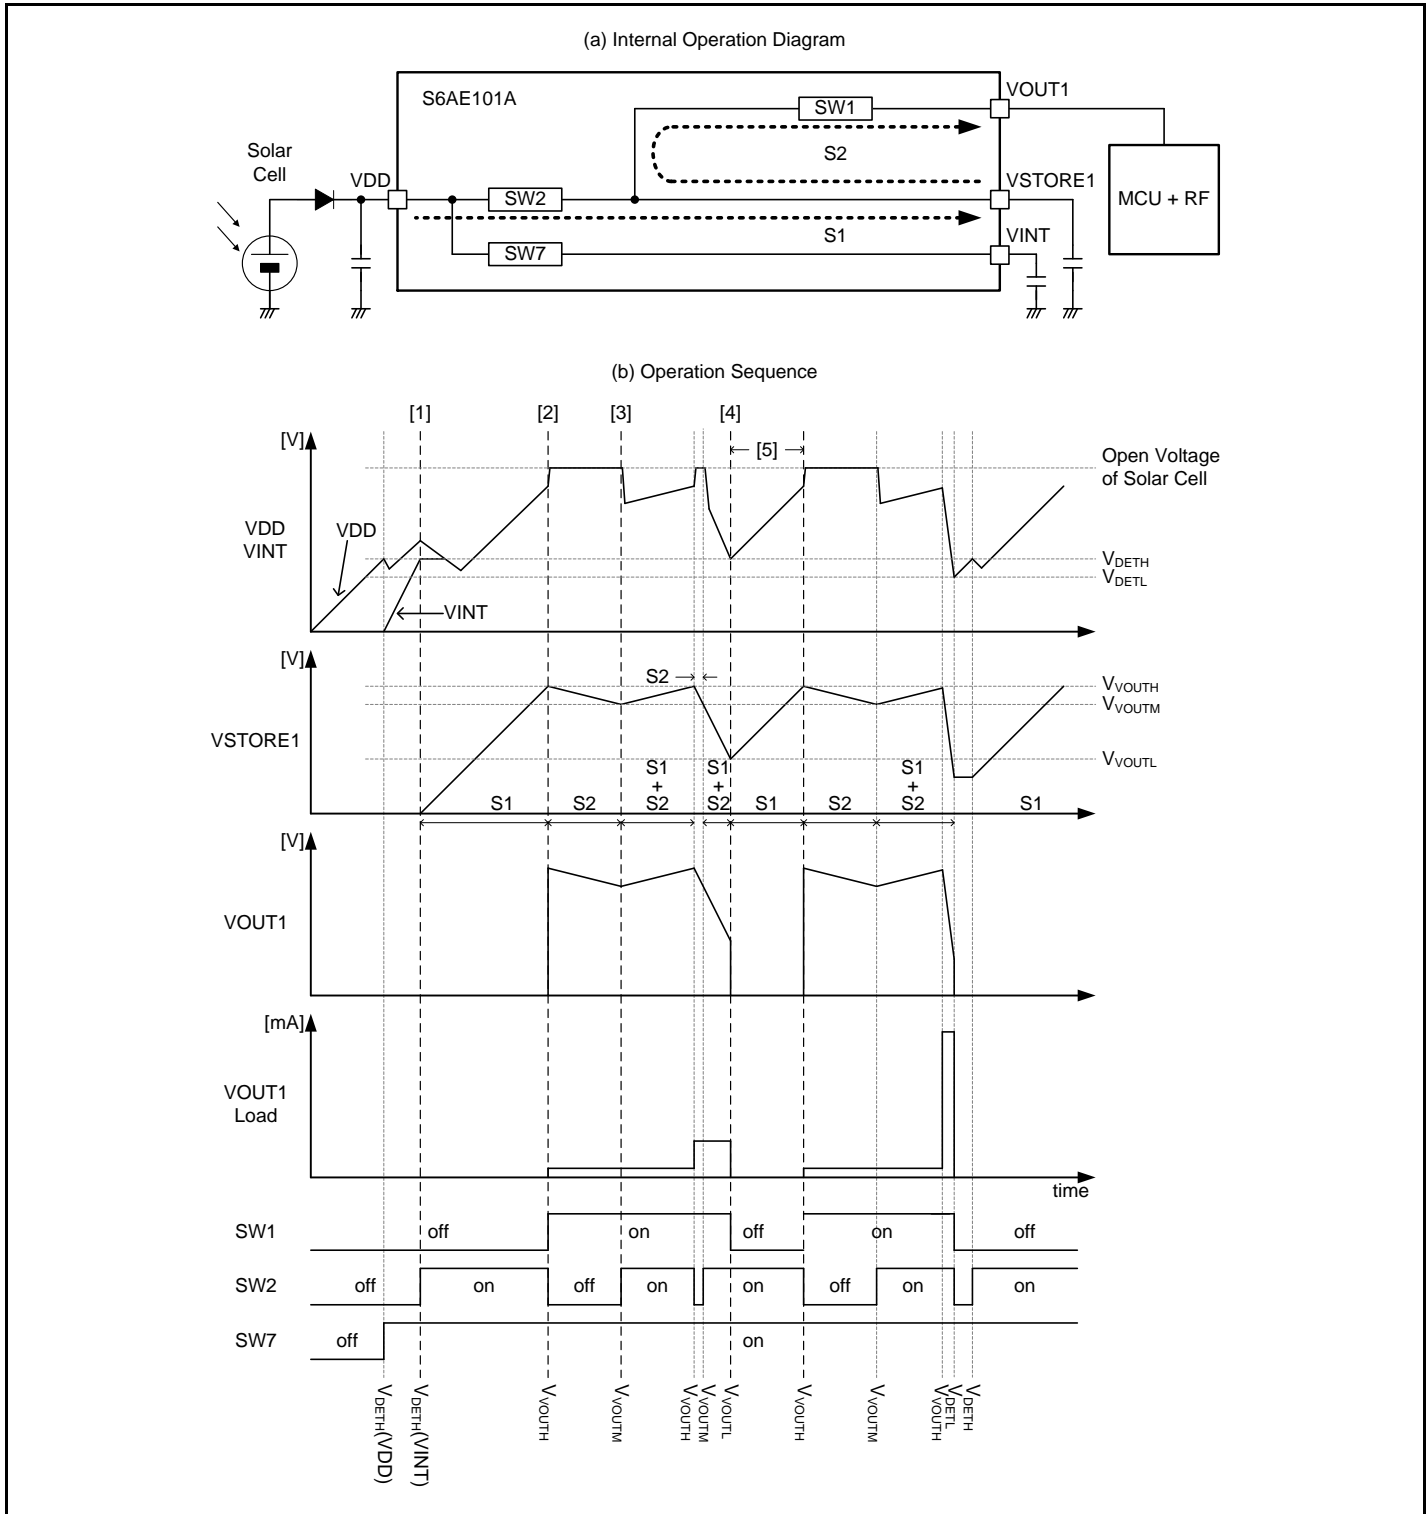 (a) Internal Operation Diagram
S6AE101A
VOUT1
SW1
Solar
Cell
S2
VDD
VSTORE1
SW2
MCU + RF
S1
VINT
SW7
(b) Operation Sequence
[1]
[2]
[3]
[4]
[V]
[5]
Open Voltage
of Solar Cell
VDD
VINT
VDD
VDETH
VDETL
VINT
[V]
S2
VVOUTH
VVOUTM
VSTORE1
VVOUTL
S1
+
S2
S1
+
S2
S1
+
S2
S1
S2
S1
S2
S1
[V]
VOUT1
[mA]
VOUT1
Load
time
SW1
off
on
off
on
off
SW2
off
on
off
on
on
off
on
on
SW7
off
on
VDETH(VDD)
VDETH(VINT)
VVOUTH
VVOUTM
VVOUTH
VVOUTM
VVOUTL
VVOUTH
VVOUTM
VVOUTH
VDETL
VDETH